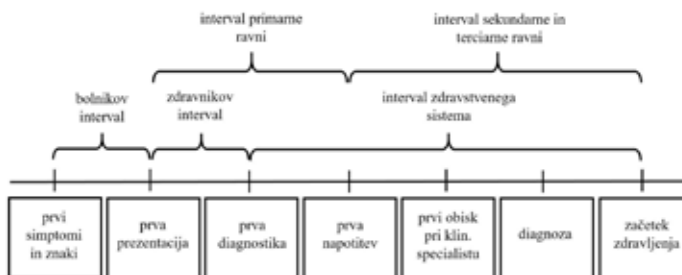 interval primarne
ravni
interval sekundarne in
terciarne ravni
bolnikov
interval
zdravnikov
interval
interval zdravstvenega
sistema
prvi
simptomi
in znaki
prva
prezentacija
prva
diagnostika
prva
napotitev
prvi obisk
pri klin.
specialistu
diagnoza
začetek
zdravljenja